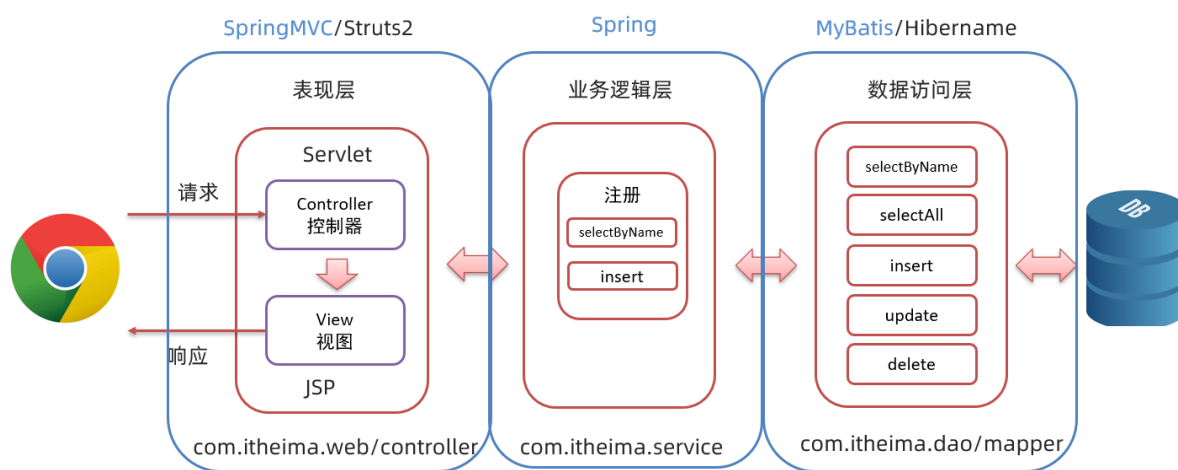 SpringMVC/Struts2
Spring
MyBatis/Hibername
表现层
业务逻辑层
数据访问层
Servlet
请求
Controller
控制器
View
视图
响应
JSP
注册
selectByName
insert
selectByName
selectAll
insert
update
delete
DB
com.itheima.web/controller
com.itheima.service
com.itheima.dao/mapper